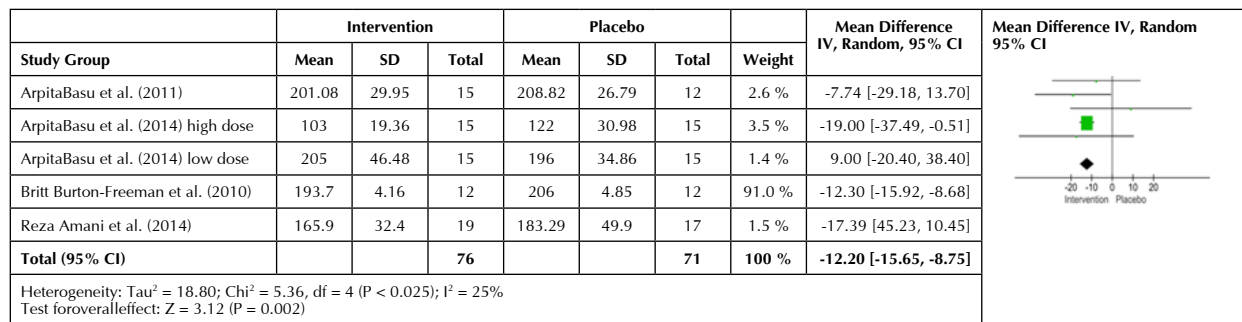 Intervention Placebo Mean Difference IV, Random, 95% CI Mean Difference IV, Random 95% CI
Study Group Mean SD Total Mean SD Total Weight
ArpitaBasu et al. (2011) 201.08 29.95 15 208.82 26.79 12 2.6 % -7.74 [-29.18, 13.70]
ArpitaBasu et al. (2014) high dose 103 19.36 15 122 30.98 15 3.5 % -19.00 [-37.49, -0.51]
ArpitaBasu et al. (2014) low dose 205 46.48 15 196 34.86 15 1.4 % 9.00 [-20.40, 38.40]
Britt Burton-Freeman et al. (2010) 193.7 4.16 12 206 4.85 12 91.0 % -12.30 [-15.92, -8.68]
Reza Amani et al. (2014) 165.9 32.4 19 183.29 49.9 17 1.5 % -17.39 [45.23, 10.45]
Total (95% CI) 76 71 100 % -12.20 [-15.65, -8.75]
-20 -10 0 10 20
Intervention Placebo
Heterogeneity: Tau² = 18.80; Chi² = 5.36, df = 4 (P < 0.025); I² = 25%
Test foroveralleffect: Z = 3.12 (P = 0.002)